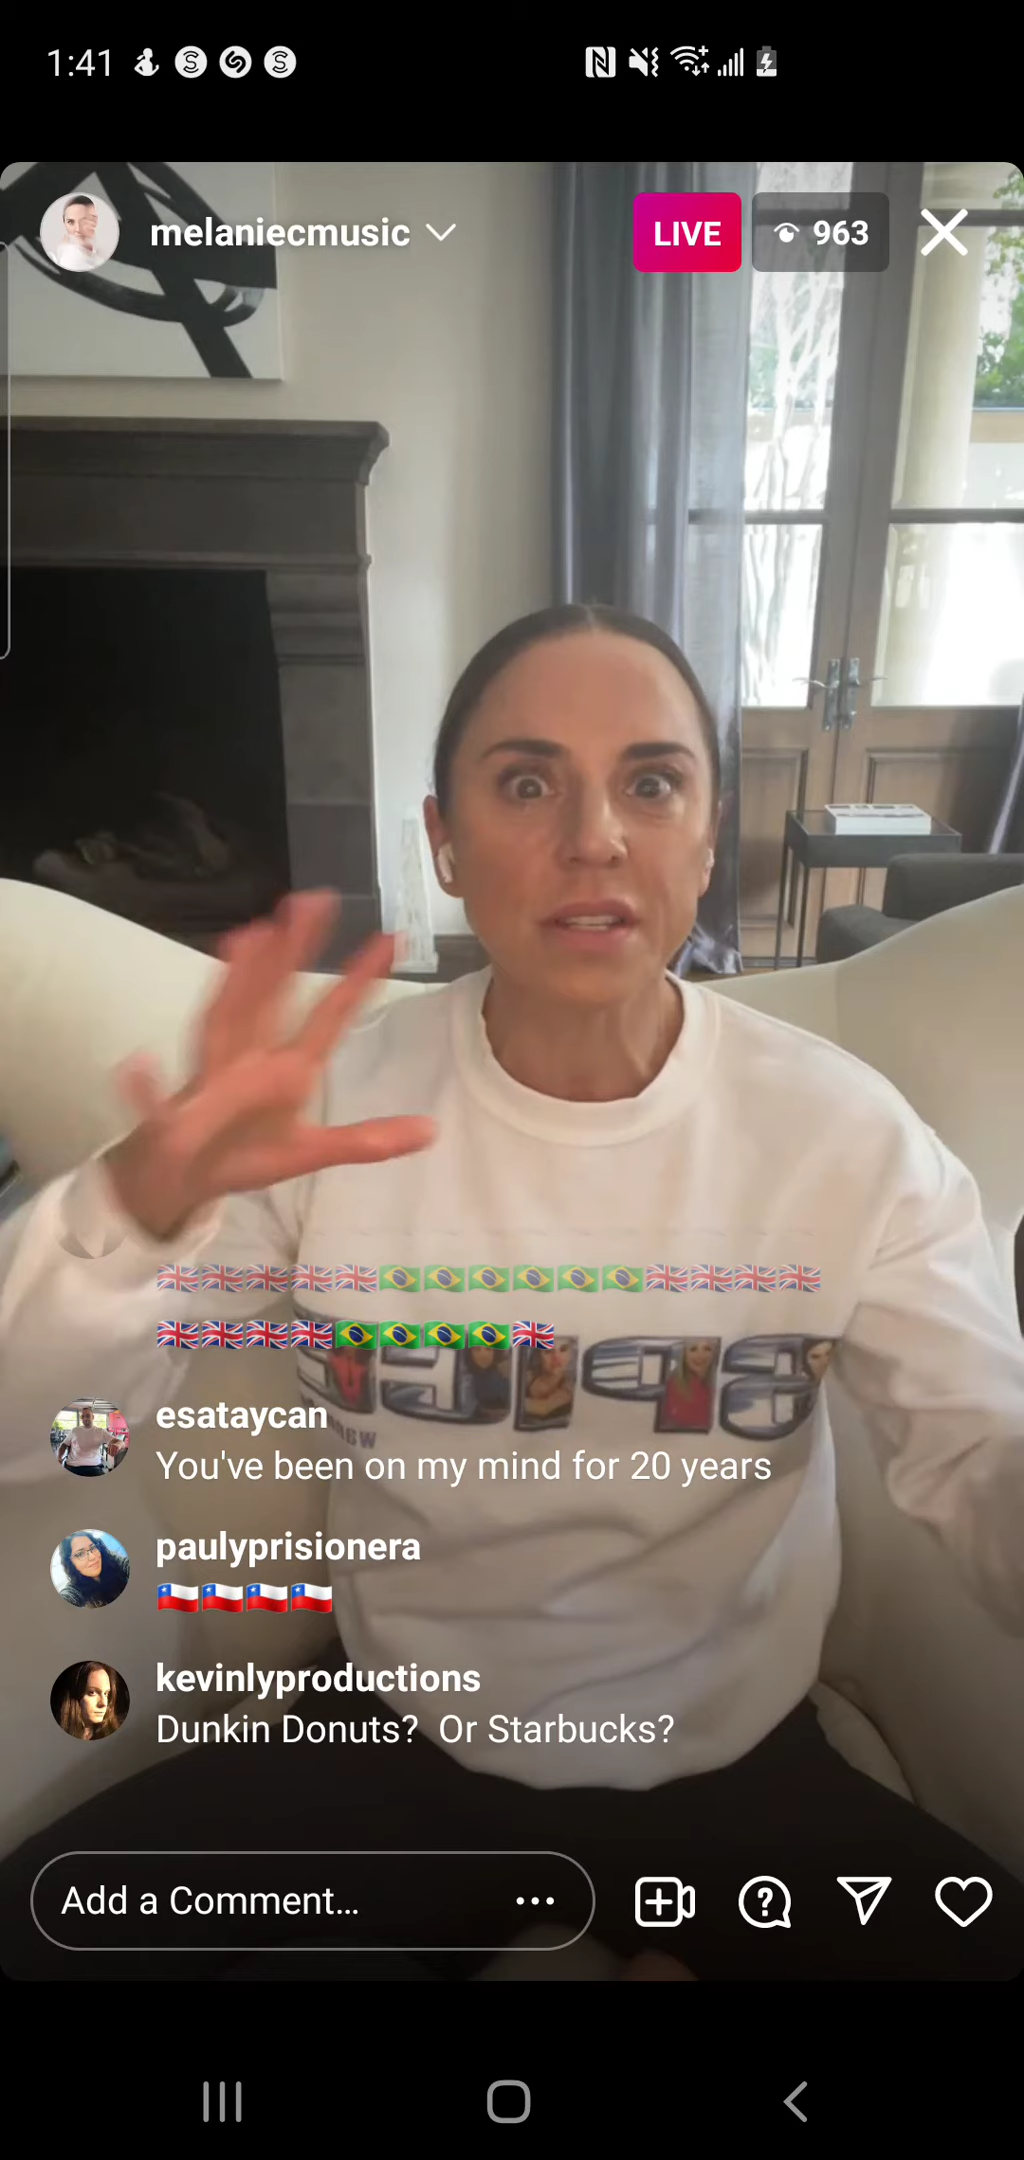 1:41
melaniecmusic
LIVE
963
🇬🇧🇬🇧🇬🇧🇬🇧🇬🇧🇧🇷🇧🇷🇧🇷🇧🇷🇧🇷🇧🇷🇬🇧🇬🇧🇬🇧🇬🇧
🇬🇧🇬🇧🇬🇧🇬🇧🇧🇷🇧🇷🇧🇷🇧🇷🇬🇧
SPICE
esataycan
You've been on my mind for 20 years
paulyprisionera
🇨🇱🇨🇱🇨🇱🇨🇱
kevinlyproductions
Dunkin Donuts? Or Starbucks?
Add a Comment...